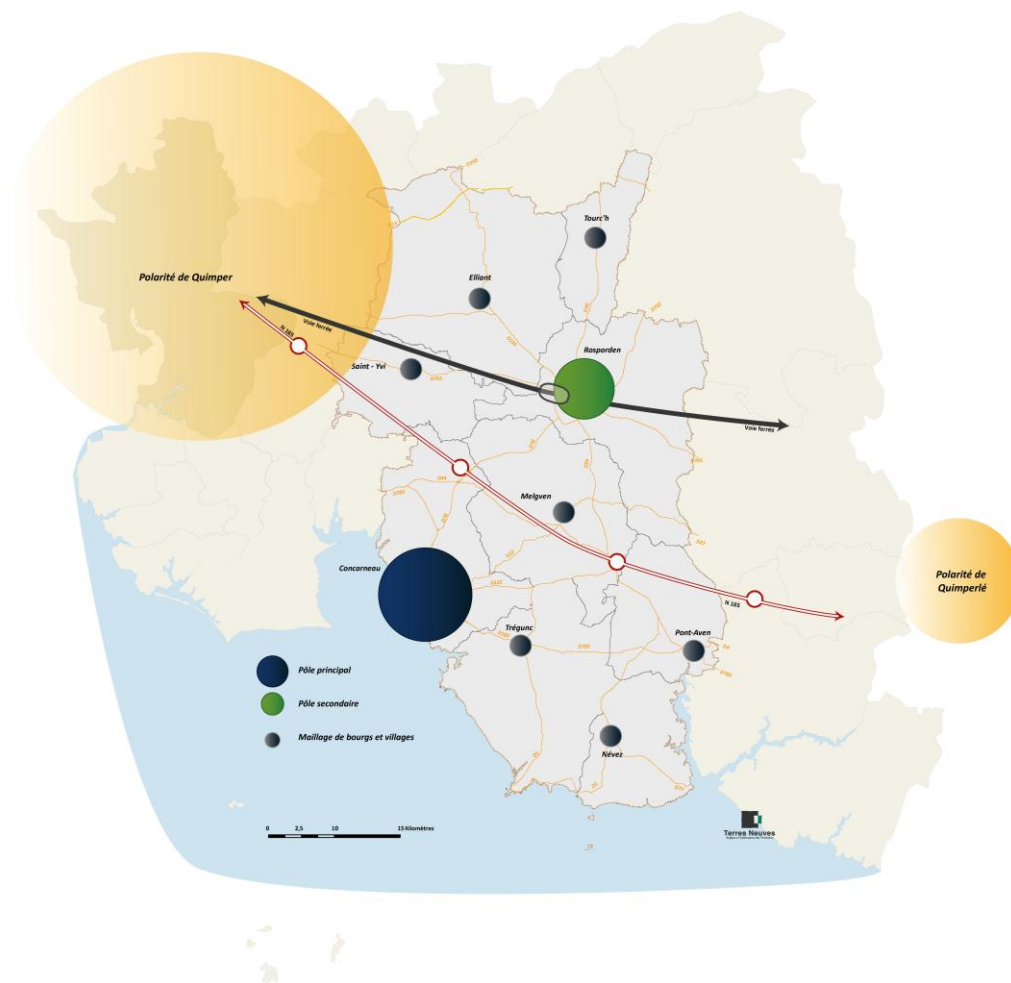 Tourc'h
Polarité de Quimper
Elliant
Voie ferrée
N 165
Rosporden
Saint - Yvi
Voie ferrée
Melgven
Concarneau
Polarité de
Quimperlé
N 165
Trégunc
Pont-Aven
Pôle principal
Pôle secondaire
Maillage de bourgs et villages
Névez
0 2,5 10 15 Kilomètres
Terres Neuves